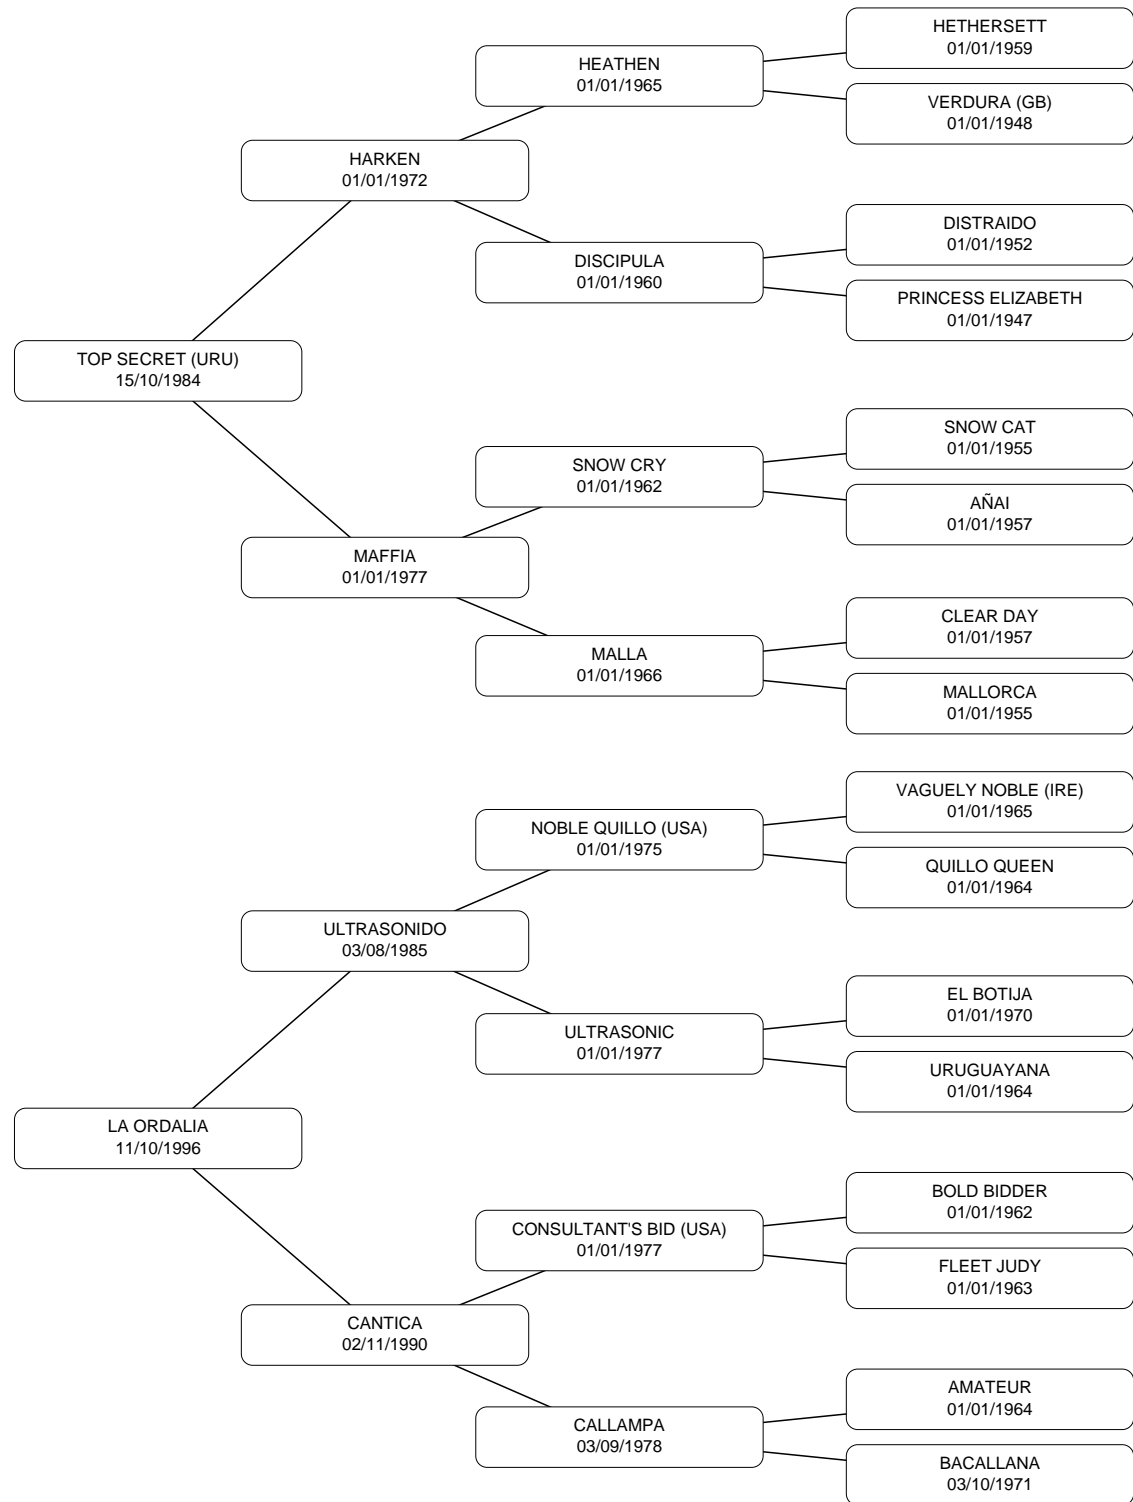 HETHERSETT
01/01/1959
HEATHEN
01/01/1965
VERDURA (GB)
01/01/1948
HARKEN
01/01/1972
DISTRAIDO
01/01/1952
DISCIPULA
01/01/1960
PRINCESS ELIZABETH
01/01/1947
TOP SECRET (URU)
15/10/1984
SNOW CAT
01/01/1955
SNOW CRY
01/01/1962
AÑAI
01/01/1957
MAFFIA
01/01/1977
CLEAR DAY
01/01/1957
MALLA
01/01/1966
MALLORCA
01/01/1955
VAGUELY NOBLE (IRE)
01/01/1965
NOBLE QUILLO (USA)
01/01/1975
QUILLO QUEEN
01/01/1964
ULTRASONIDO
03/08/1985
EL BOTIJA
01/01/1970
ULTRASONIC
01/01/1977
URUGUAYANA
01/01/1964
LA ORDALIA
11/10/1996
BOLD BIDDER
01/01/1962
CONSULTANT'S BID (USA)
01/01/1977
FLEET JUDY
01/01/1963
CANTICA
02/11/1990
AMATEUR
01/01/1964
CALLAMPA
03/09/1978
BACALLANA
03/10/1971